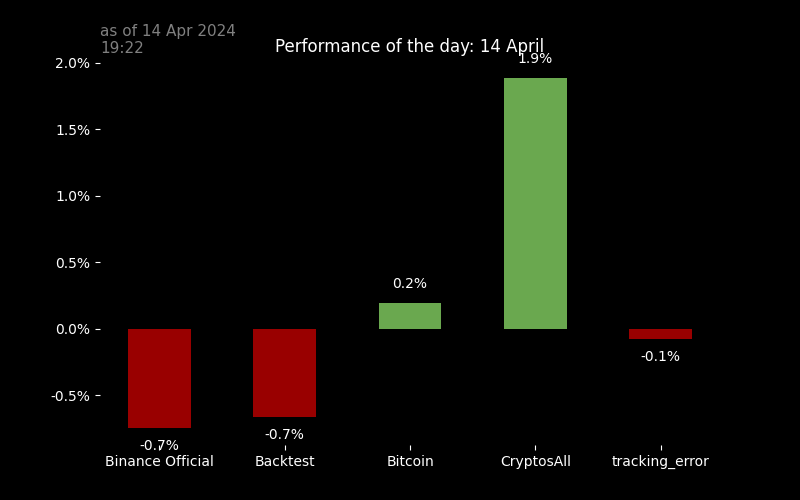 as of 14 Apr 2024
19:22
Performance of the day: 14 April
2.0%
1.9%
1.5%
1.0%
0.5%
0.2%
0.0%
-0.1%
-0.5%
-0.7%
-0.7%
Binance Official
Backtest
Bitcoin
CryptosAll
tracking_error